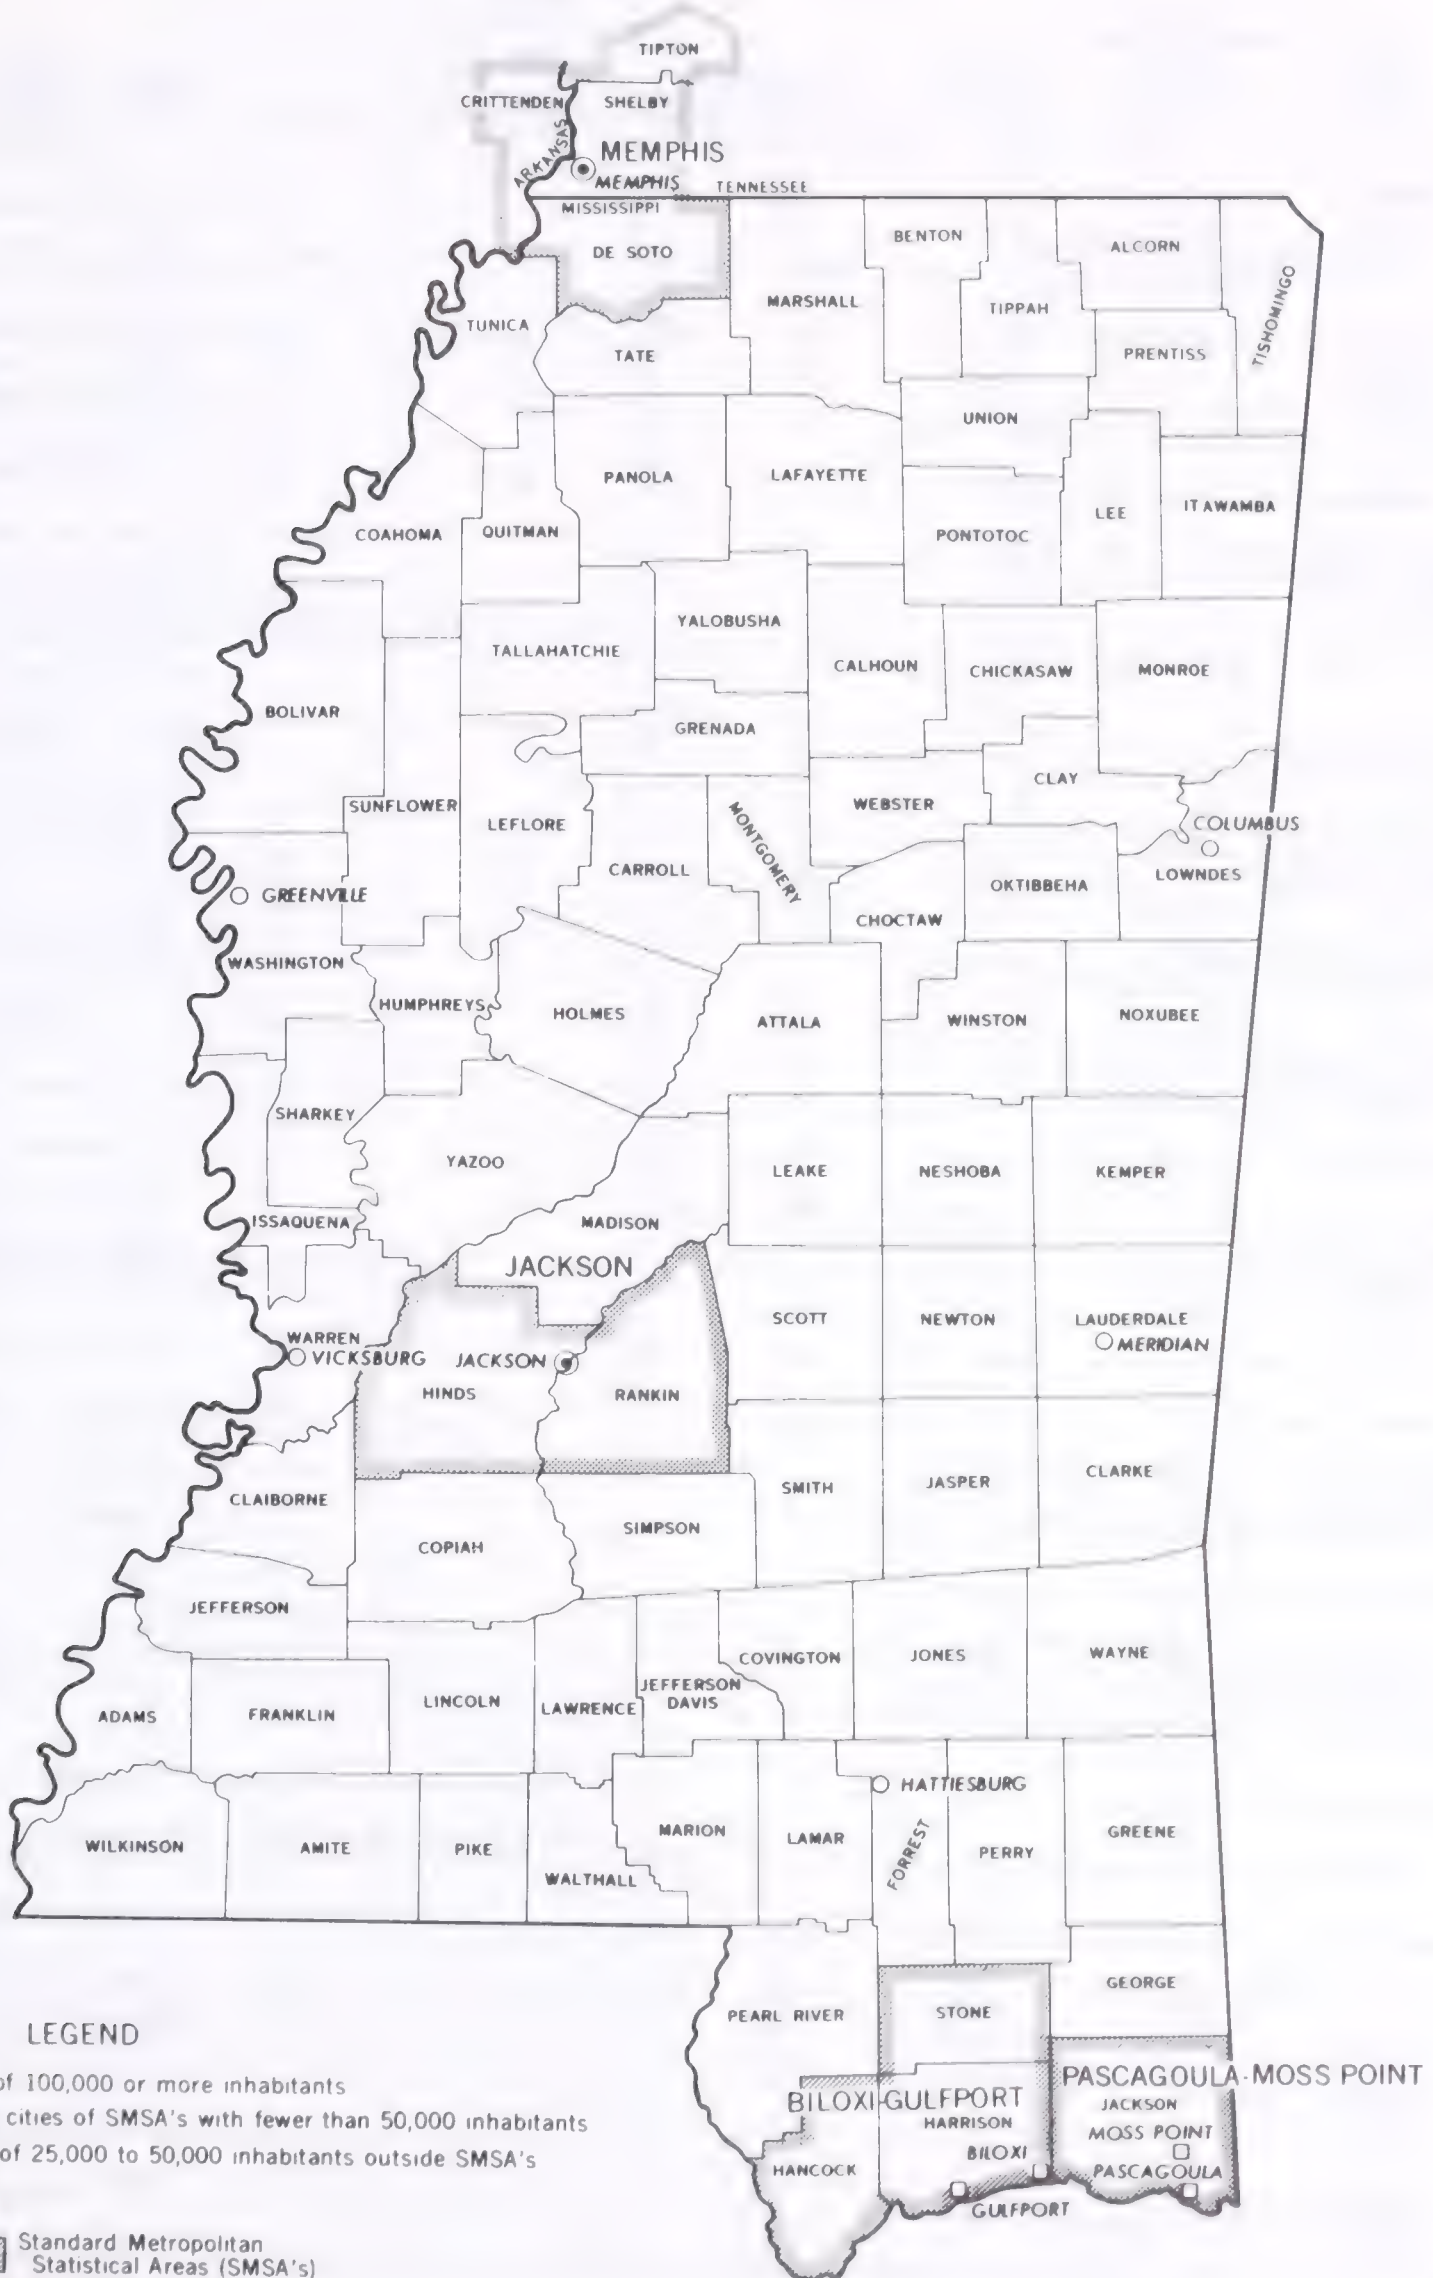 TIPTON
CRITTENDEN
SHELBY
ARKANSAS
MEMPHIS
MEMPHIS
TENNESSEE
MISSISSIPPI
DE SOTO
BENTON
ALCORN
MARSHALL
TIPPAH
TISHOMINGO
TUNICA
TATE
PRENTISS
UNION
PANOLA
LAFAYETTE
COAHOMA
QUITMAN
PONTOTOC
LEE
ITAWAMBA
TALLAHATCHIE
YALOBUSHA
CALHOUN
CHICKASAW
MONROE
BOLIVAR
GRENADA
CLAY
SUNFLOWER
LEFLORE
WEBSTER
MONTGOMERY
COLUMBUS
CARROLL
GREENVILLE
OKTIBBEHA
LOWNDES
CHOCTAW
WASHINGTON
HUMPHREYS
HOLMES
ATTALA
WINSTON
NOXUBEE
SHARKEY
YAZOO
LEAKE
NESHOBA
KEMPER
ISSAQUENA
MADISON
JACKSON
SCOTT
NEWTON
LAUDERDALE
MERIDIAN
WARREN
VICKSBURG
JACKSON
HINDS
RANKIN
CLAIBORNE
SMITH
JASPER
CLARKE
COPIAH
SIMPSON
JEFFERSON
COVINGTON
JONES
WAYNE
ADAMS
FRANKLIN
LINCOLN
LAWRENCE
JEFFERSON
DAVIS
HATTIESBURG
WILKINSON
AMITE
PIKE
WALTHALL
MARION
LAMAR
FORREST
PERRY
GREENE
PEARL RIVER
STONE
GEORGE
PASCAGOULA-MOSS POINT
BILOXI-GULFPORT
HARRISON
JACKSON
MOSS POINT
BILOXI
HANCOCK
PASCAGOULA
GULFPORT
LEGEND
of 100,000 or more inhabitants
cities of SMSA's with fewer than 50,000 inhabitants
of 25,000 to 50,000 inhabitants outside SMSA's
Standard Metropolitan
Statistical Areas (SMSA's)